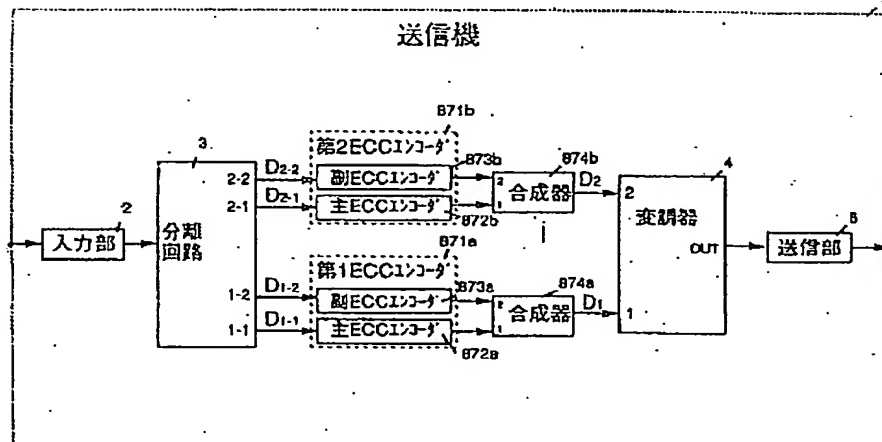 送信機
871b
第2ECCエンコーダ
873b
3
874b
4
2-2
D2-2
副ECCエンコーダ
2
合成器
D2
2
2-1
D2-1
主ECCエンコーダ
1
872b
変調器
2
入力部
分離
回路
871a
OUT
送信部
第1ECCエンコーダ
873a
874a
1-2
D1-2
副ECCエンコーダ
2
合成器
D1
1
1-1
D1-1
主ECCエンコーダ
1
872a